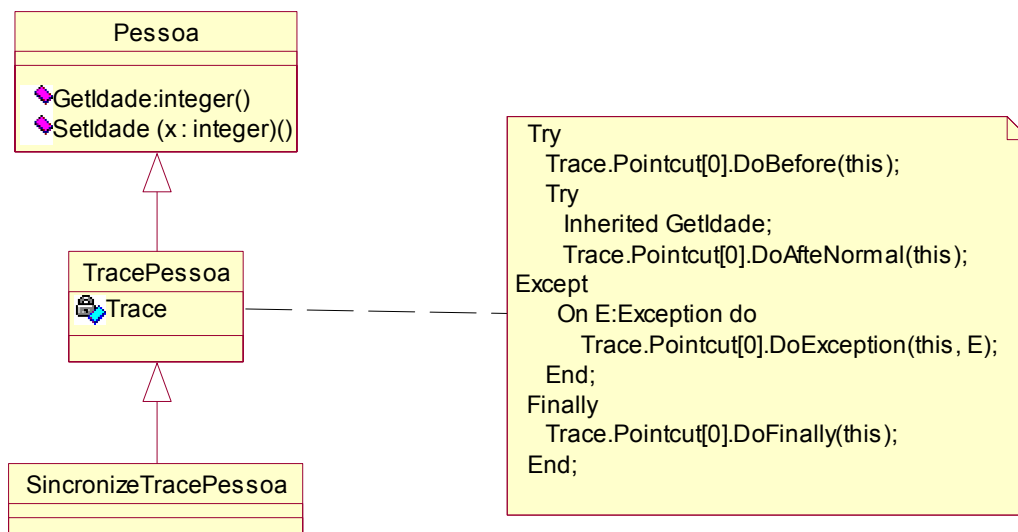 Pessoa
GetIdade:integer()
SetIdade (x : integer)()
TracePessoa
Trace
SincronizeTracePessoa
Try
Trace.Pointcut[0].DoBefore(this);
Try
Inherited GetIdade;
Trace.Pointcut[0].DoAfteNormal(this);
Except
On E:Exception do
Trace.Pointcut[0].DoException(this, E);
End;
Finally
Trace.Pointcut[0].DoFinally(this);
End;